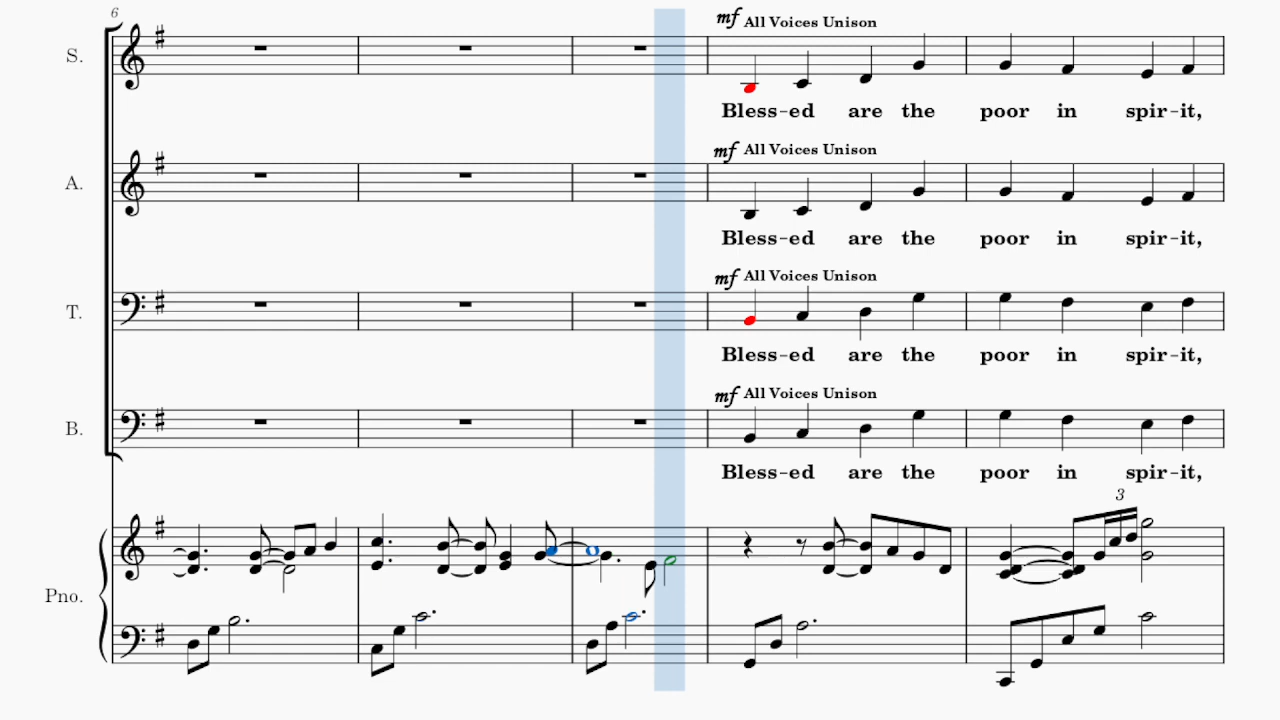 6
mf All Voices Unison
S.
Bless-ed are the poor in spir-it,
mf All Voices Unison
A.
Bless-ed are the poor in spir-it,
mf All Voices Unison
T.
Bless-ed are the poor in spir-it,
mf All Voices Unison
B.
Bless-ed are the poor in spir-it,
3
Pno.